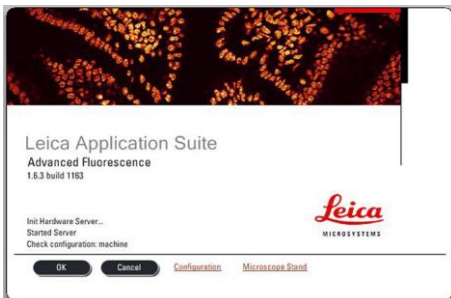 Leica Application Suite
Advanced Fluorescence
1.6.3 build 1163
Init Hardware Server...
Started Server
Check configuration: machine
Leica
MICROSYSTEMS
OK Cancel Configuration Microscope Stand